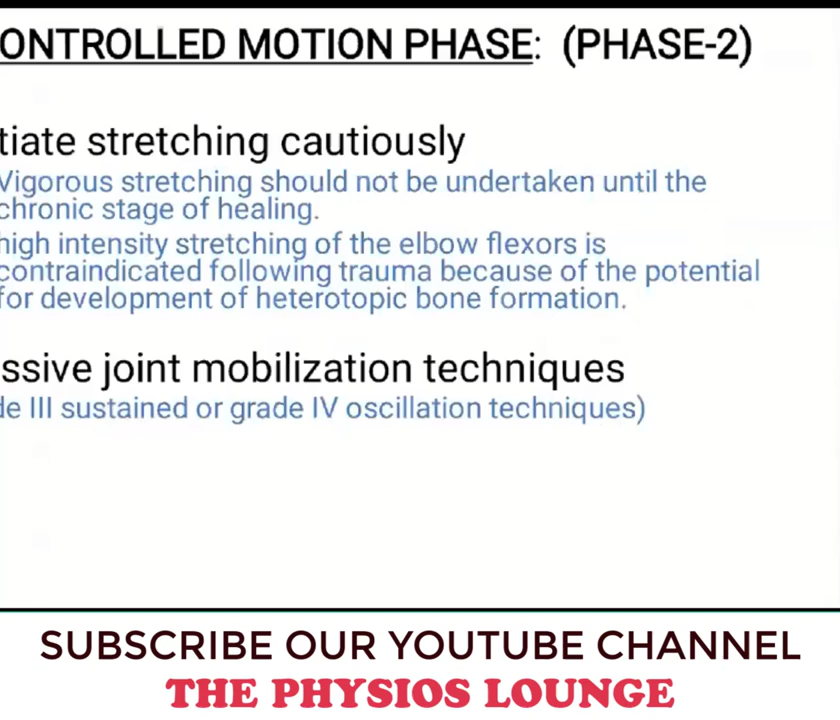 ONTROLLED MOTION PHASE: (PHASE-2)
tiate stretching cautiously
Vigorous stretching should not be undertaken until the
chronic stage of healing.
high intensity stretching of the elbow flexors is
contraindicated following trauma because of the potential
for development of heterotopic bone formation.
ssive joint mobilization techniques
de III sustained or grade IV oscillation techniques)
SUBSCRIBE OUR YOUTUBE CHANNEL
THE PHYSIOS LOUNGE